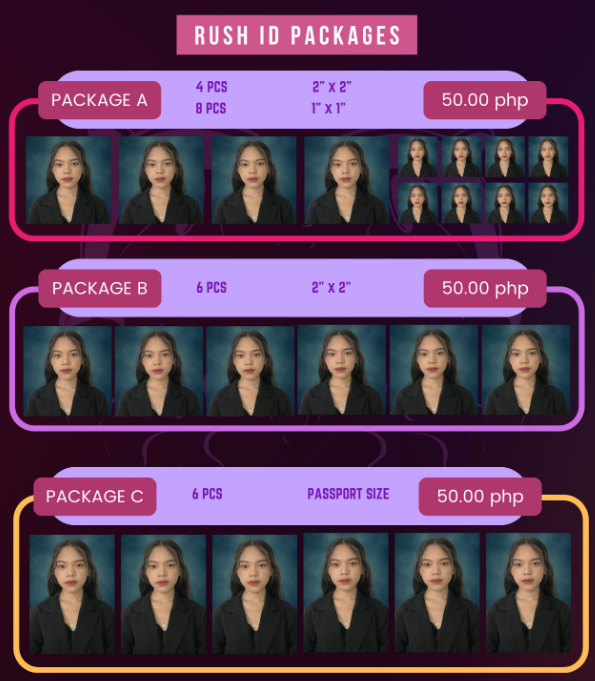 RUSH ID PACKAGES
PACKAGE A
4 PCS 2" X 2"
8 PCS 1" X 1"
50.00 php
PACKAGE B
6 PCS 2" X 2"
50.00 php
PACKAGE C
6 PCS PASSPORT SIZE
50.00 php